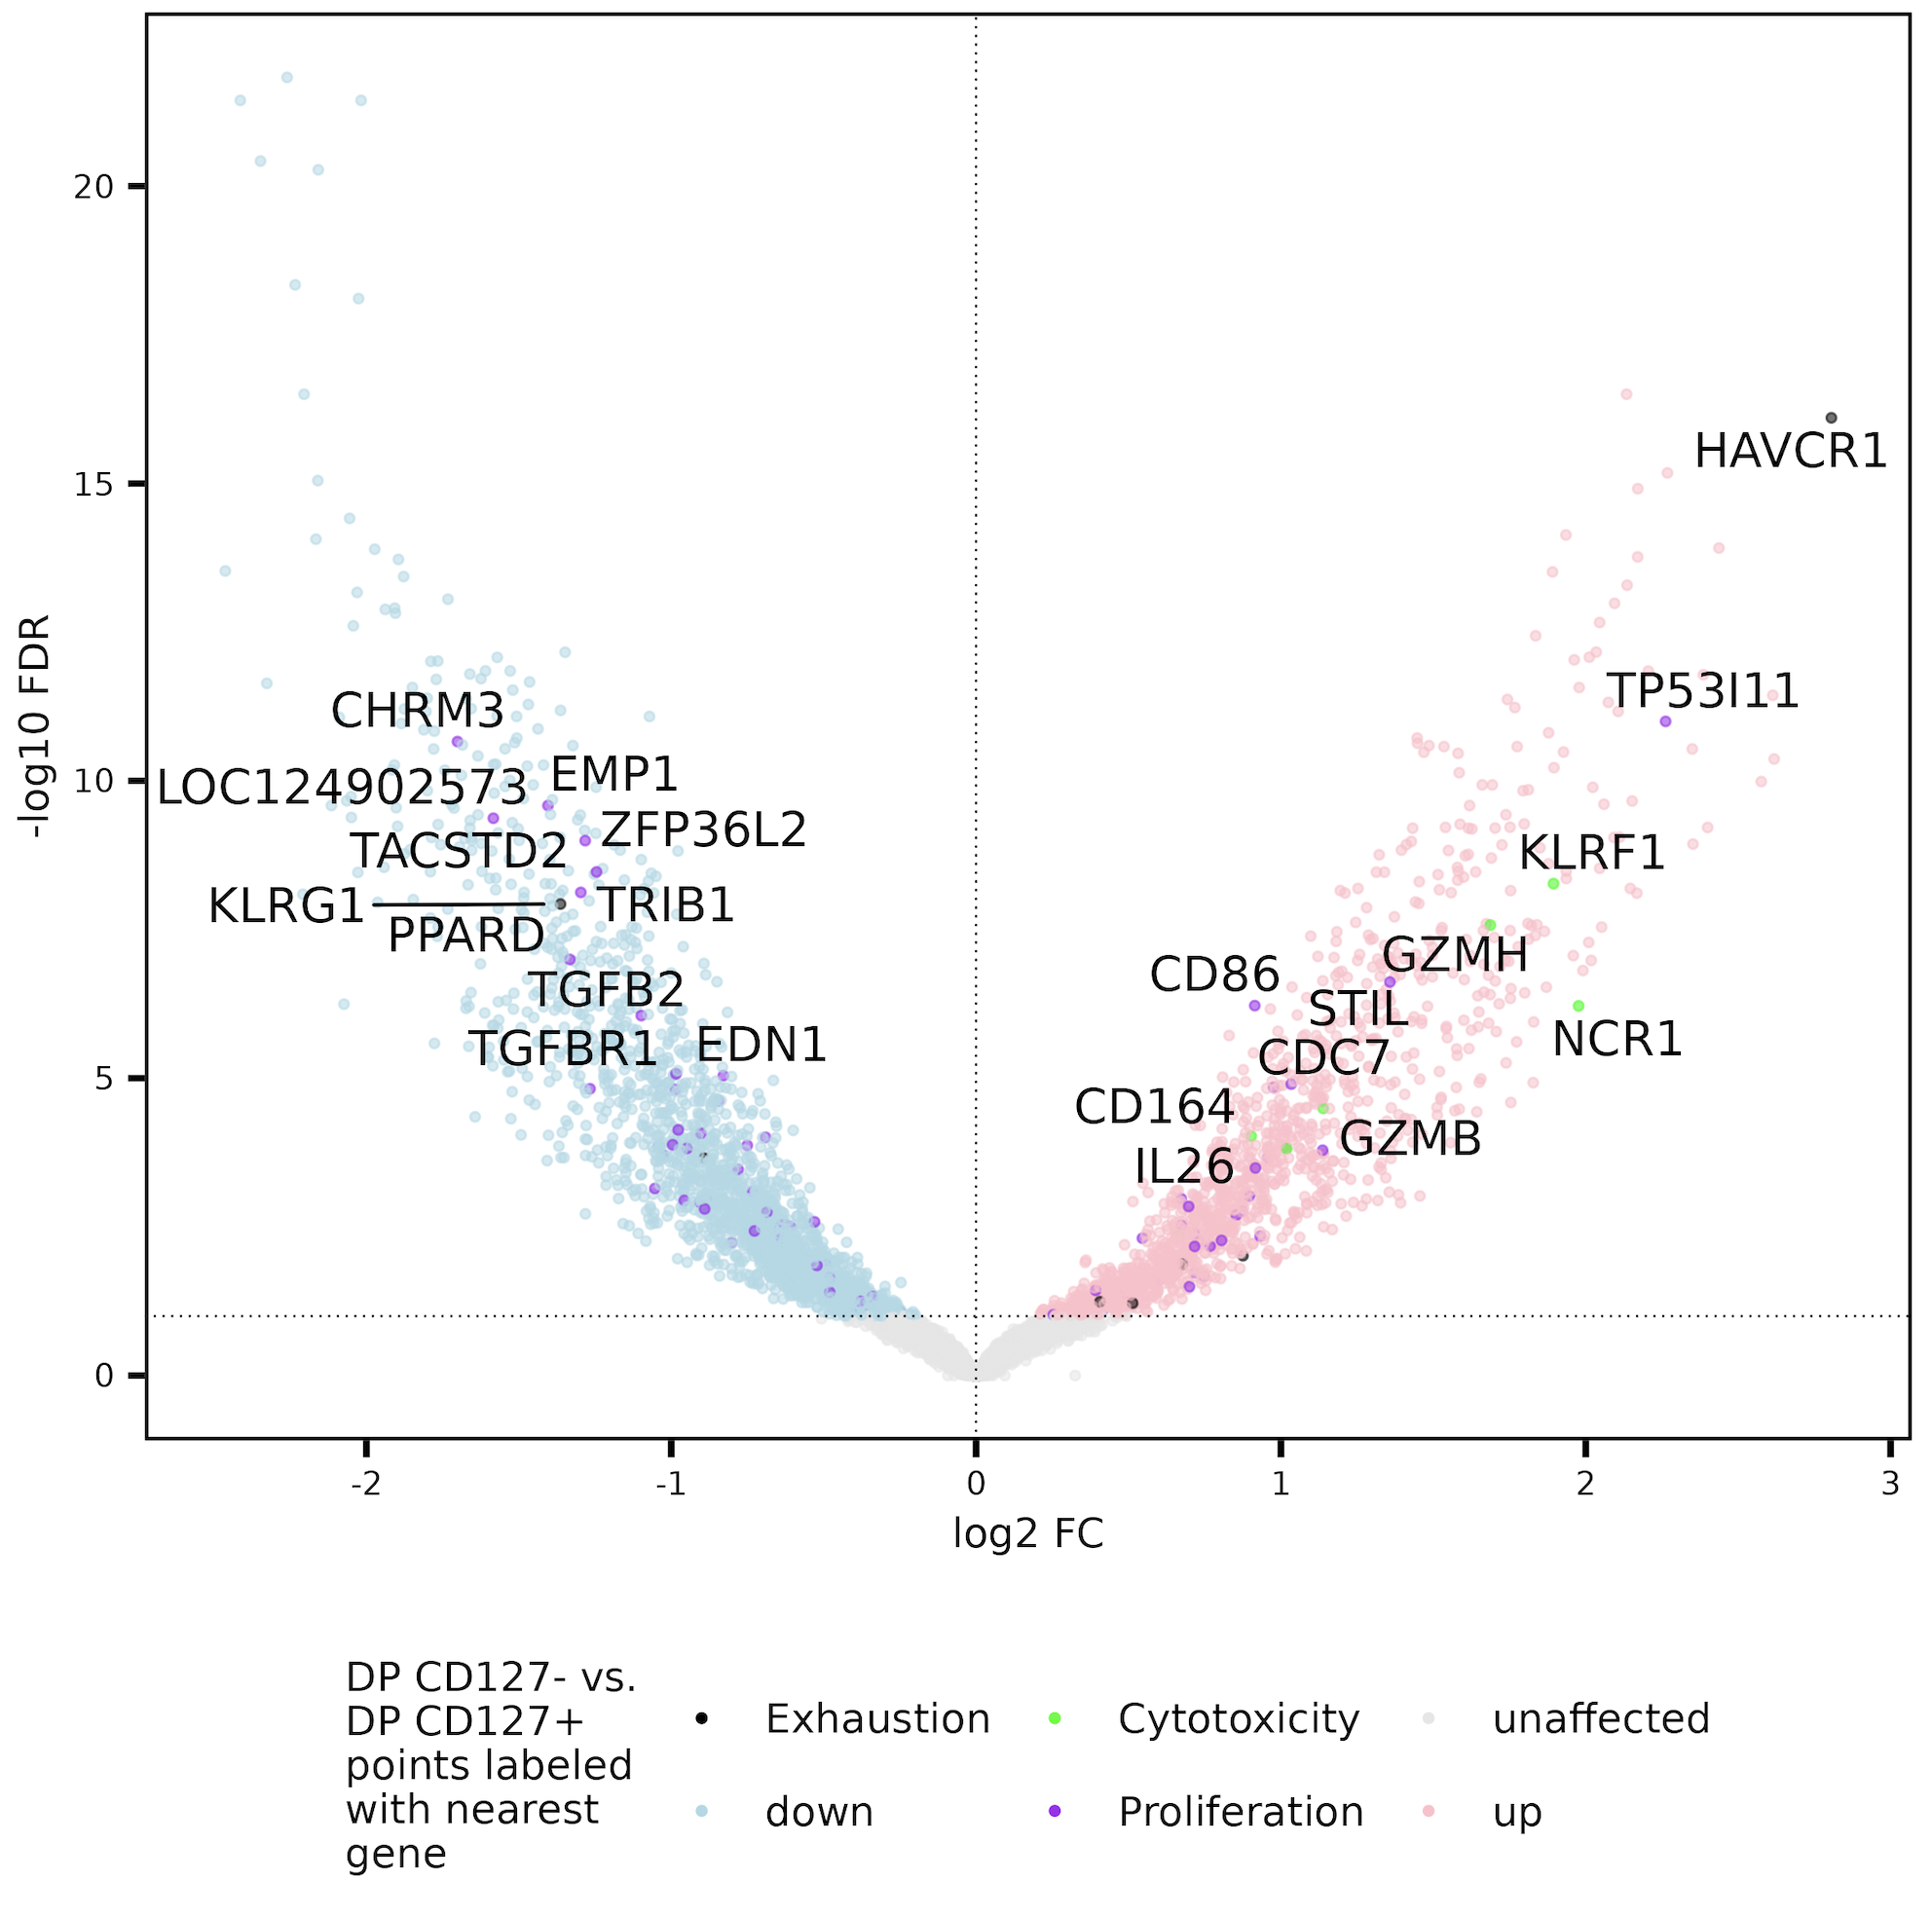 20
15
10
5
0
-log10 FDR
HAVCR1
TP53I11
CHRM3
EMP1
LOC124902573
ZFP36L2
TACSTD2
KLRF1
KLRG1
TRIB1
PPARD
GZMH
CD86
TGFB2
STIL
NCR1
TGFBR1
EDN1
CDC7
CD164
GZMB
IL26
-2
-1
0
1
2
3
log2 FC
DP CD127- vs.
DP CD127+
points labeled
with nearest
gene
Exhaustion
Cytotoxicity
unaffected
down
Proliferation
up